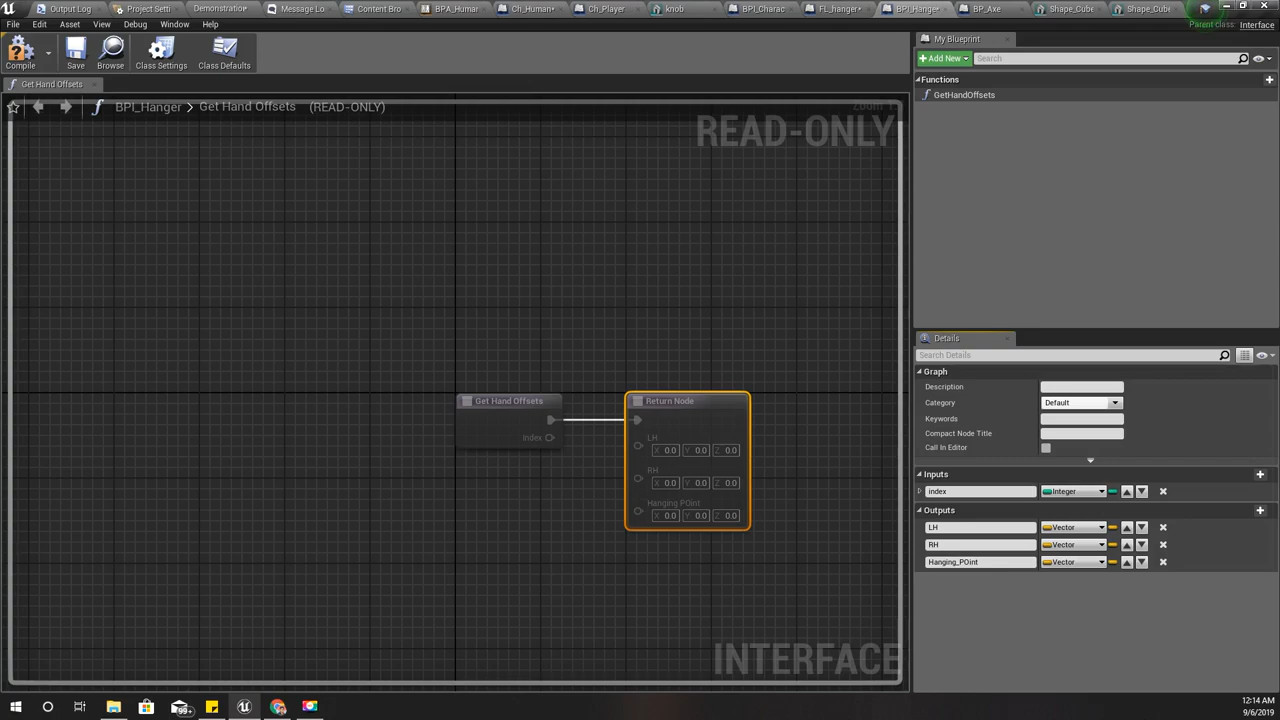 Output Log
Project Setti
Demonstration
Message Lo
Content Bro
BPA_Humar
Ch_Human
Ch_Player
knob
BPI_Charac
FL_hanger*
BPI_Hanger
BP_Axe
Shape_Cube
Shape_Cube
File Edit Asset View Debug Window Help
Parent class: Interface
Compile Save Browse Class Settings Class Defaults
My Blueprint
+Add New Search
Get Hand Offsets
Functions
f GetHandOffsets
f BPI_Hanger > Get Hand Offsets (READ-ONLY)
READ-ONLY
Details
Search Details
Graph
Description
Category Default
Keywords
Compact Node Title
Call In Editor
Get Hand Offsets
Index
Return Node
LH
X 0.0 Y 0.0 Z 0.0
RH
X 0.0 Y 0.0 Z 0.0
Hanging POint
X 0.0 Y 0.0 Z 0.0
Inputs
index Integer
Outputs
LH Vector
RH Vector
Hanging_POint Vector
INTERFACE
99+
12:14 AM
9/6/2019